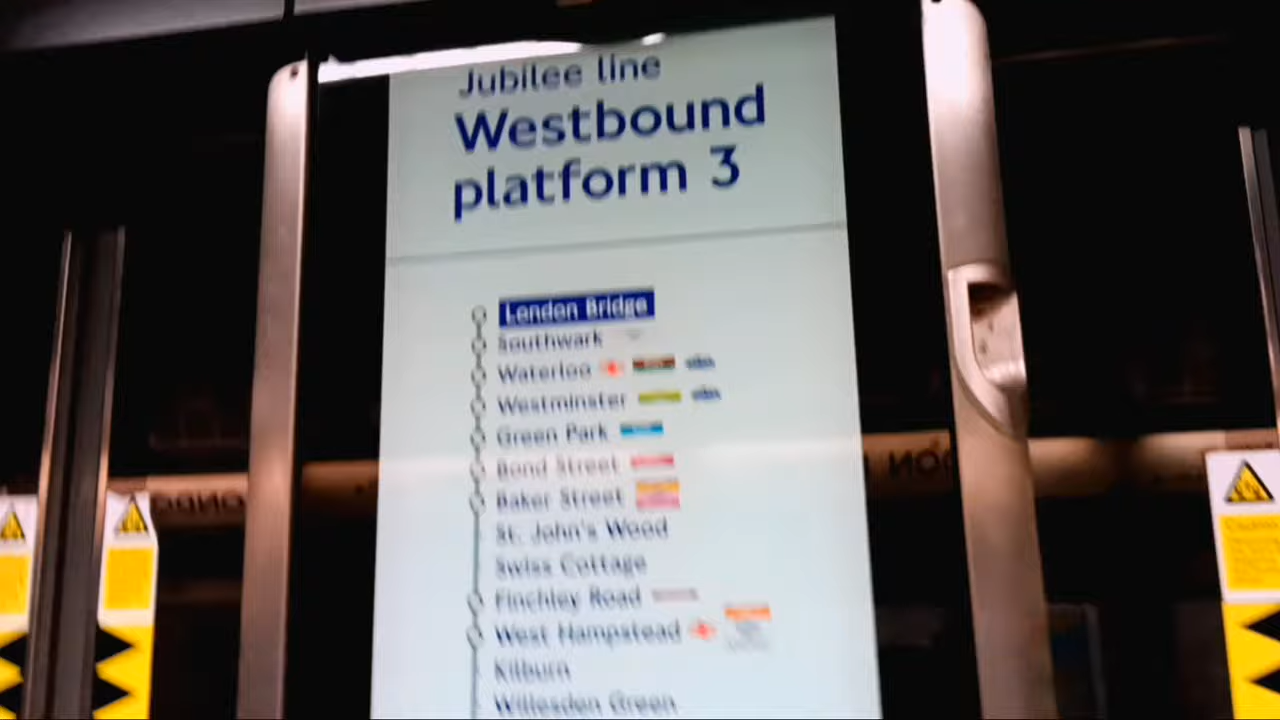 Jubilee line
Westbound
platform 3
London Bridge
Southwark
Waterloo
Westminster
Green Park
Bond Street
Baker Street
St. John's Wood
Swiss Cottage
Finchley Road
West Hampstead
Kilburn
Willesden Green